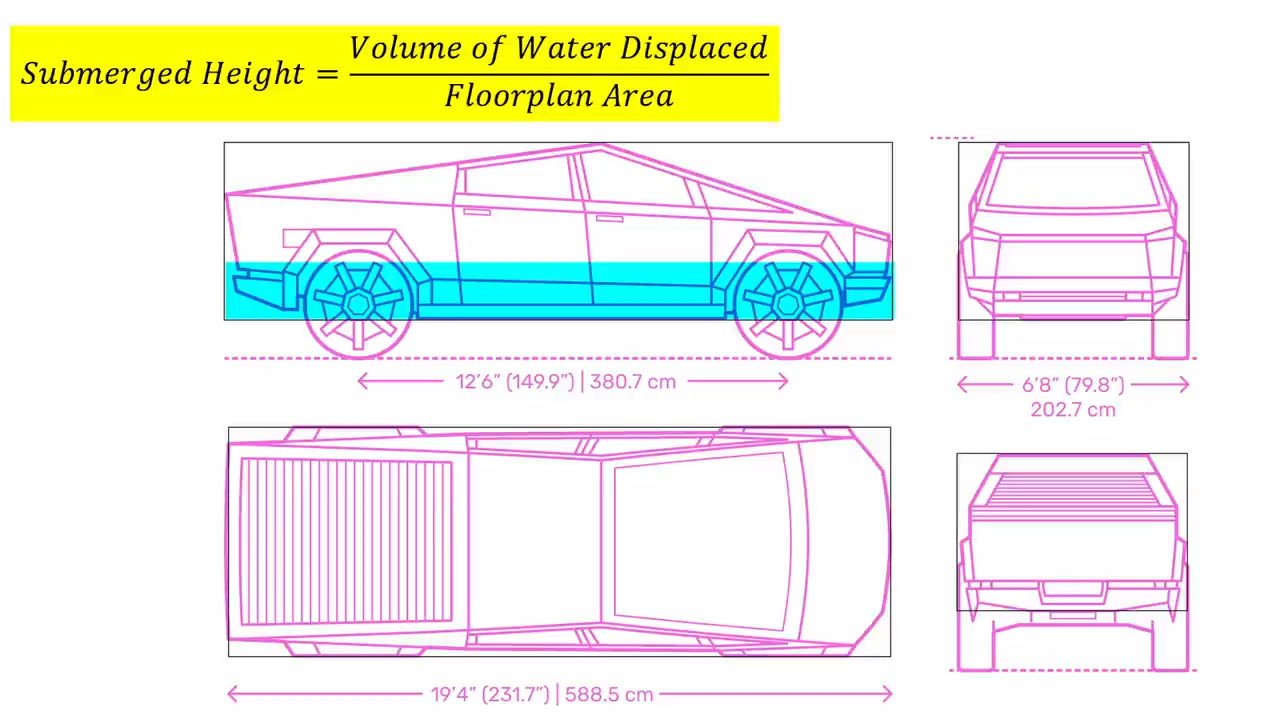 Submerged Height = Volume of Water Displaced / Floorplan Area
12’6” (149.9”) | 380.7 cm
6’8” (79.8”)
202.7 cm
19’4” (231.7”) | 588.5 cm